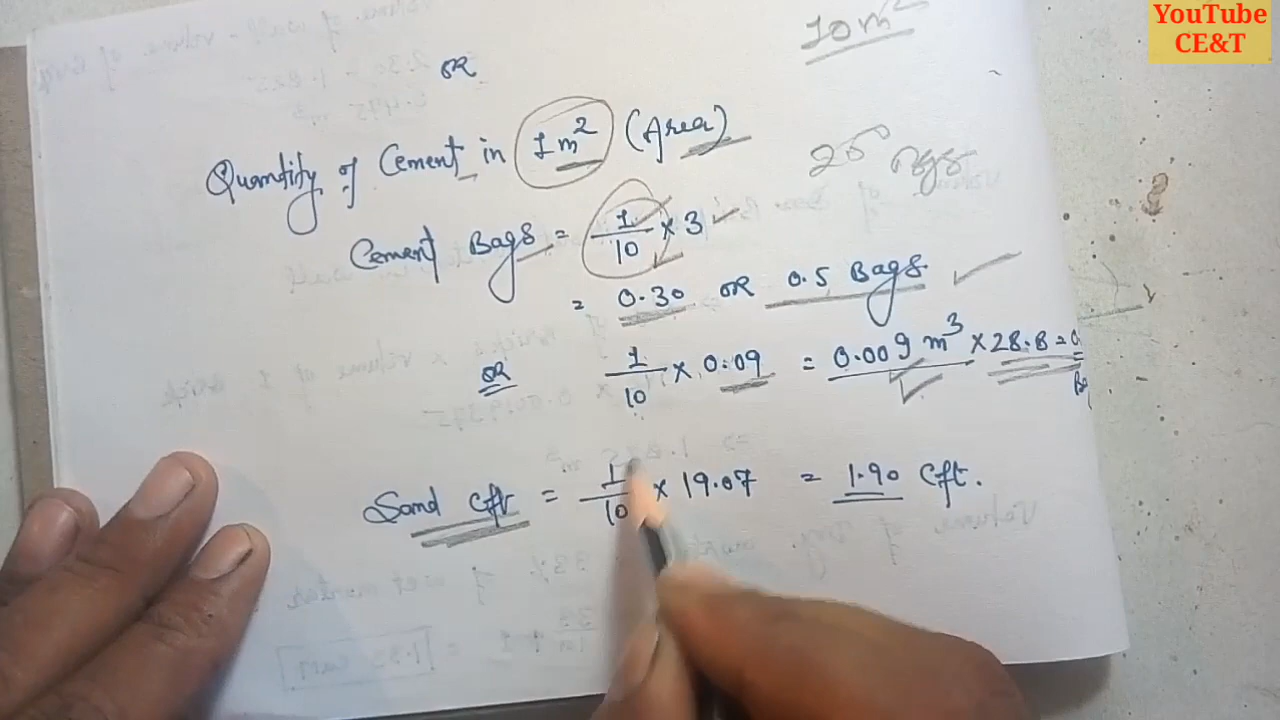 YouTube
CE&T
10m²
OR
Quantity of Cement in 1m² (Area)
Cement Bags = 1/10 × 3
= 0.30 OR 0.5 Bags.
OR 1/10 × 0.09 = 0.009 m³ × 28.8 =
Sand Cft = 1/10 × 19.07 = 1.90 Cft.